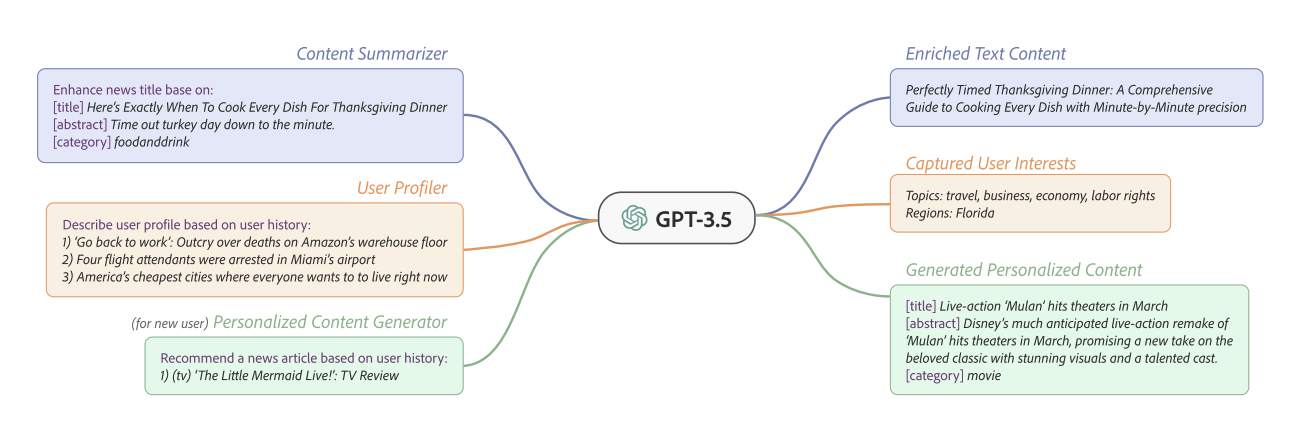 Content Summarizer
Enhance news title base on:
[title] Here's Exactly When To Cook Every Dish For Thanksgiving Dinner
[abstract] Time out turkey day down to the minute.
[category] foodanddrink
User Profiler
Describe user profile based on user history:
1) ‘Go back to work’: Outcry over deaths on Amazon's warehouse floor
2) Four flight attendants were arrested in Miami's airport
3) America's cheapest cities where everyone wants to to live right now
(for new user) Personalized Content Generator
Recommend a news article based on user history:
1) (tv) ‘The Little Mermaid Live!’: TV Review
GPT-3.5
Enriched Text Content
Perfectly Timed Thanksgiving Dinner: A Comprehensive
Guide to Cooking Every Dish with Minute-by-Minute precision
Captured User Interests
Topics: travel, business, economy, labor rights
Regions: Florida
Generated Personalized Content
[title] Live-action ‘Mulan’ hits theaters in March
[abstract] Disney's much anticipated live-action remake of
‘Mulan’ hits theaters in March, promising a new take on the
beloved classic with stunning visuals and a talented cast.
[category] movie